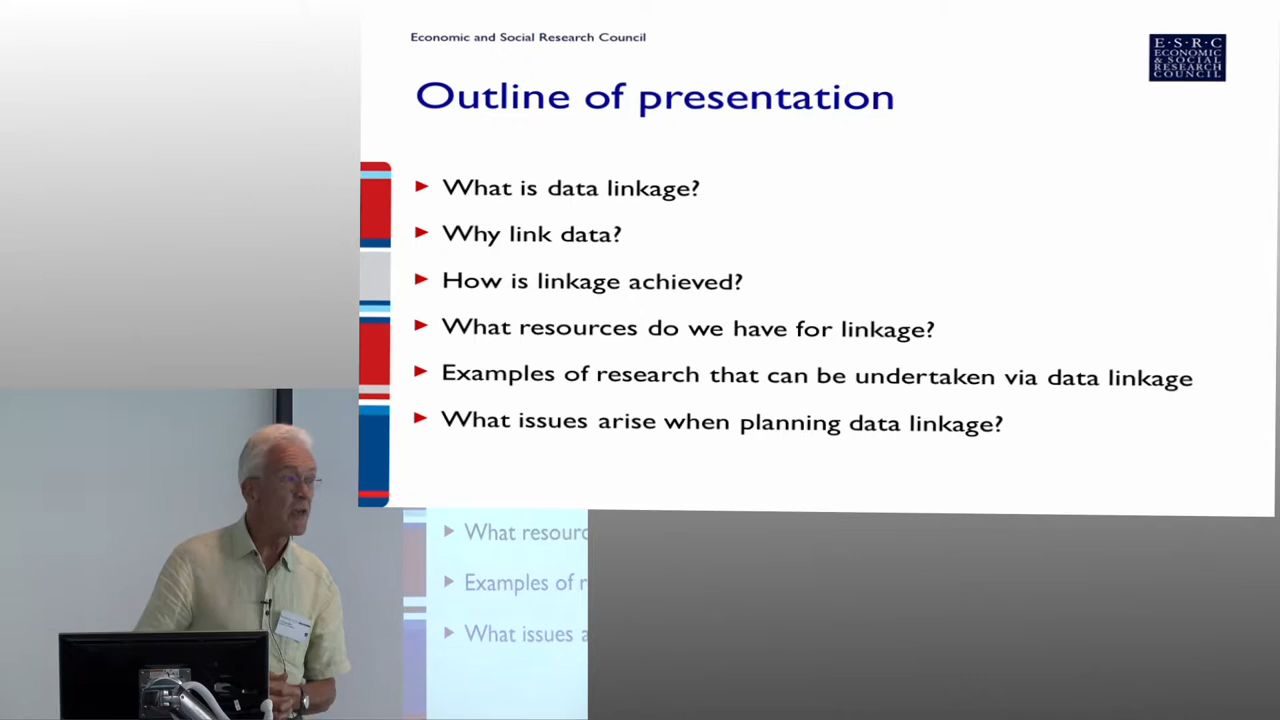 Economic and Social Research Council
E·S·R·C
ECONOMIC
& SOCIAL
RESEARCH
COUNCIL
Outline of presentation
What is data linkage?
Why link data?
How is linkage achieved?
What resources do we have for linkage?
Examples of research that can be undertaken via data linkage
What issues arise when planning data linkage?
What resourc
Examples of r
What issues a